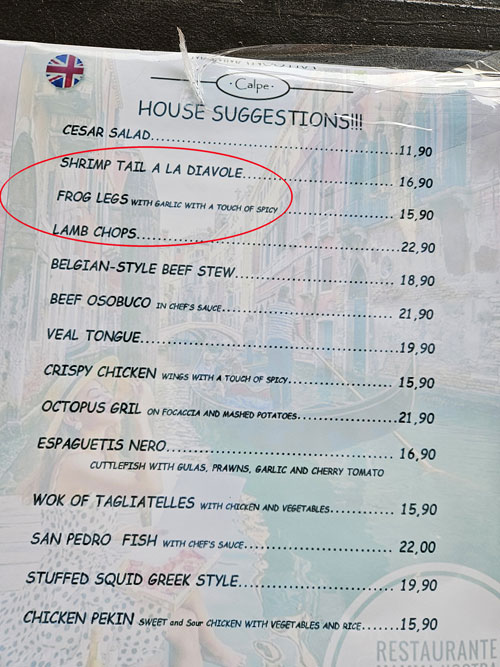 Calpe
HOUSE SUGGESTIONS!!!
CESAR SALAD.......................................................11,90
SHRIMP TAIL A LA DIAVOLE................................... 16,90
FROG LEGS WITH GARLIC WITH A TOUCH OF SPICY........................... 15,90
LAMB CHOPS.......................................................... 22,90
BELGIAN-STYLE BEEF STEW.................................... 18,90
BEEF OSOBUCO IN CHEF'S SAUCE....................................... 21,90
VEAL TONGUE..........................................................19,90
CRISPY CHICKEN WINGS WITH A TOUCH OF SPICY......................... 15,90
OCTOPUS GRIL ON FOCACCIA AND MASHED POTATOES.......................21,90
ESPAGUETIS NERO.................................................... 16,90
CUTTLEFISH WITH GULAS, PRAWNS, GARLIC AND CHERRY TOMATO
WOK OF TAGLIATELLES WITH CHICKEN AND VEGETABLES............... 15,90
SAN PEDRO FISH WITH CHEF'S SAUCE................................... 22,00
STUFFED SQUID GREEK STYLE................................... 19,90
CHICKEN PEKIN SWEET and Sour CHICKEN WITH VEGETABLES AND RICE.......15,90
RESTAURANTE